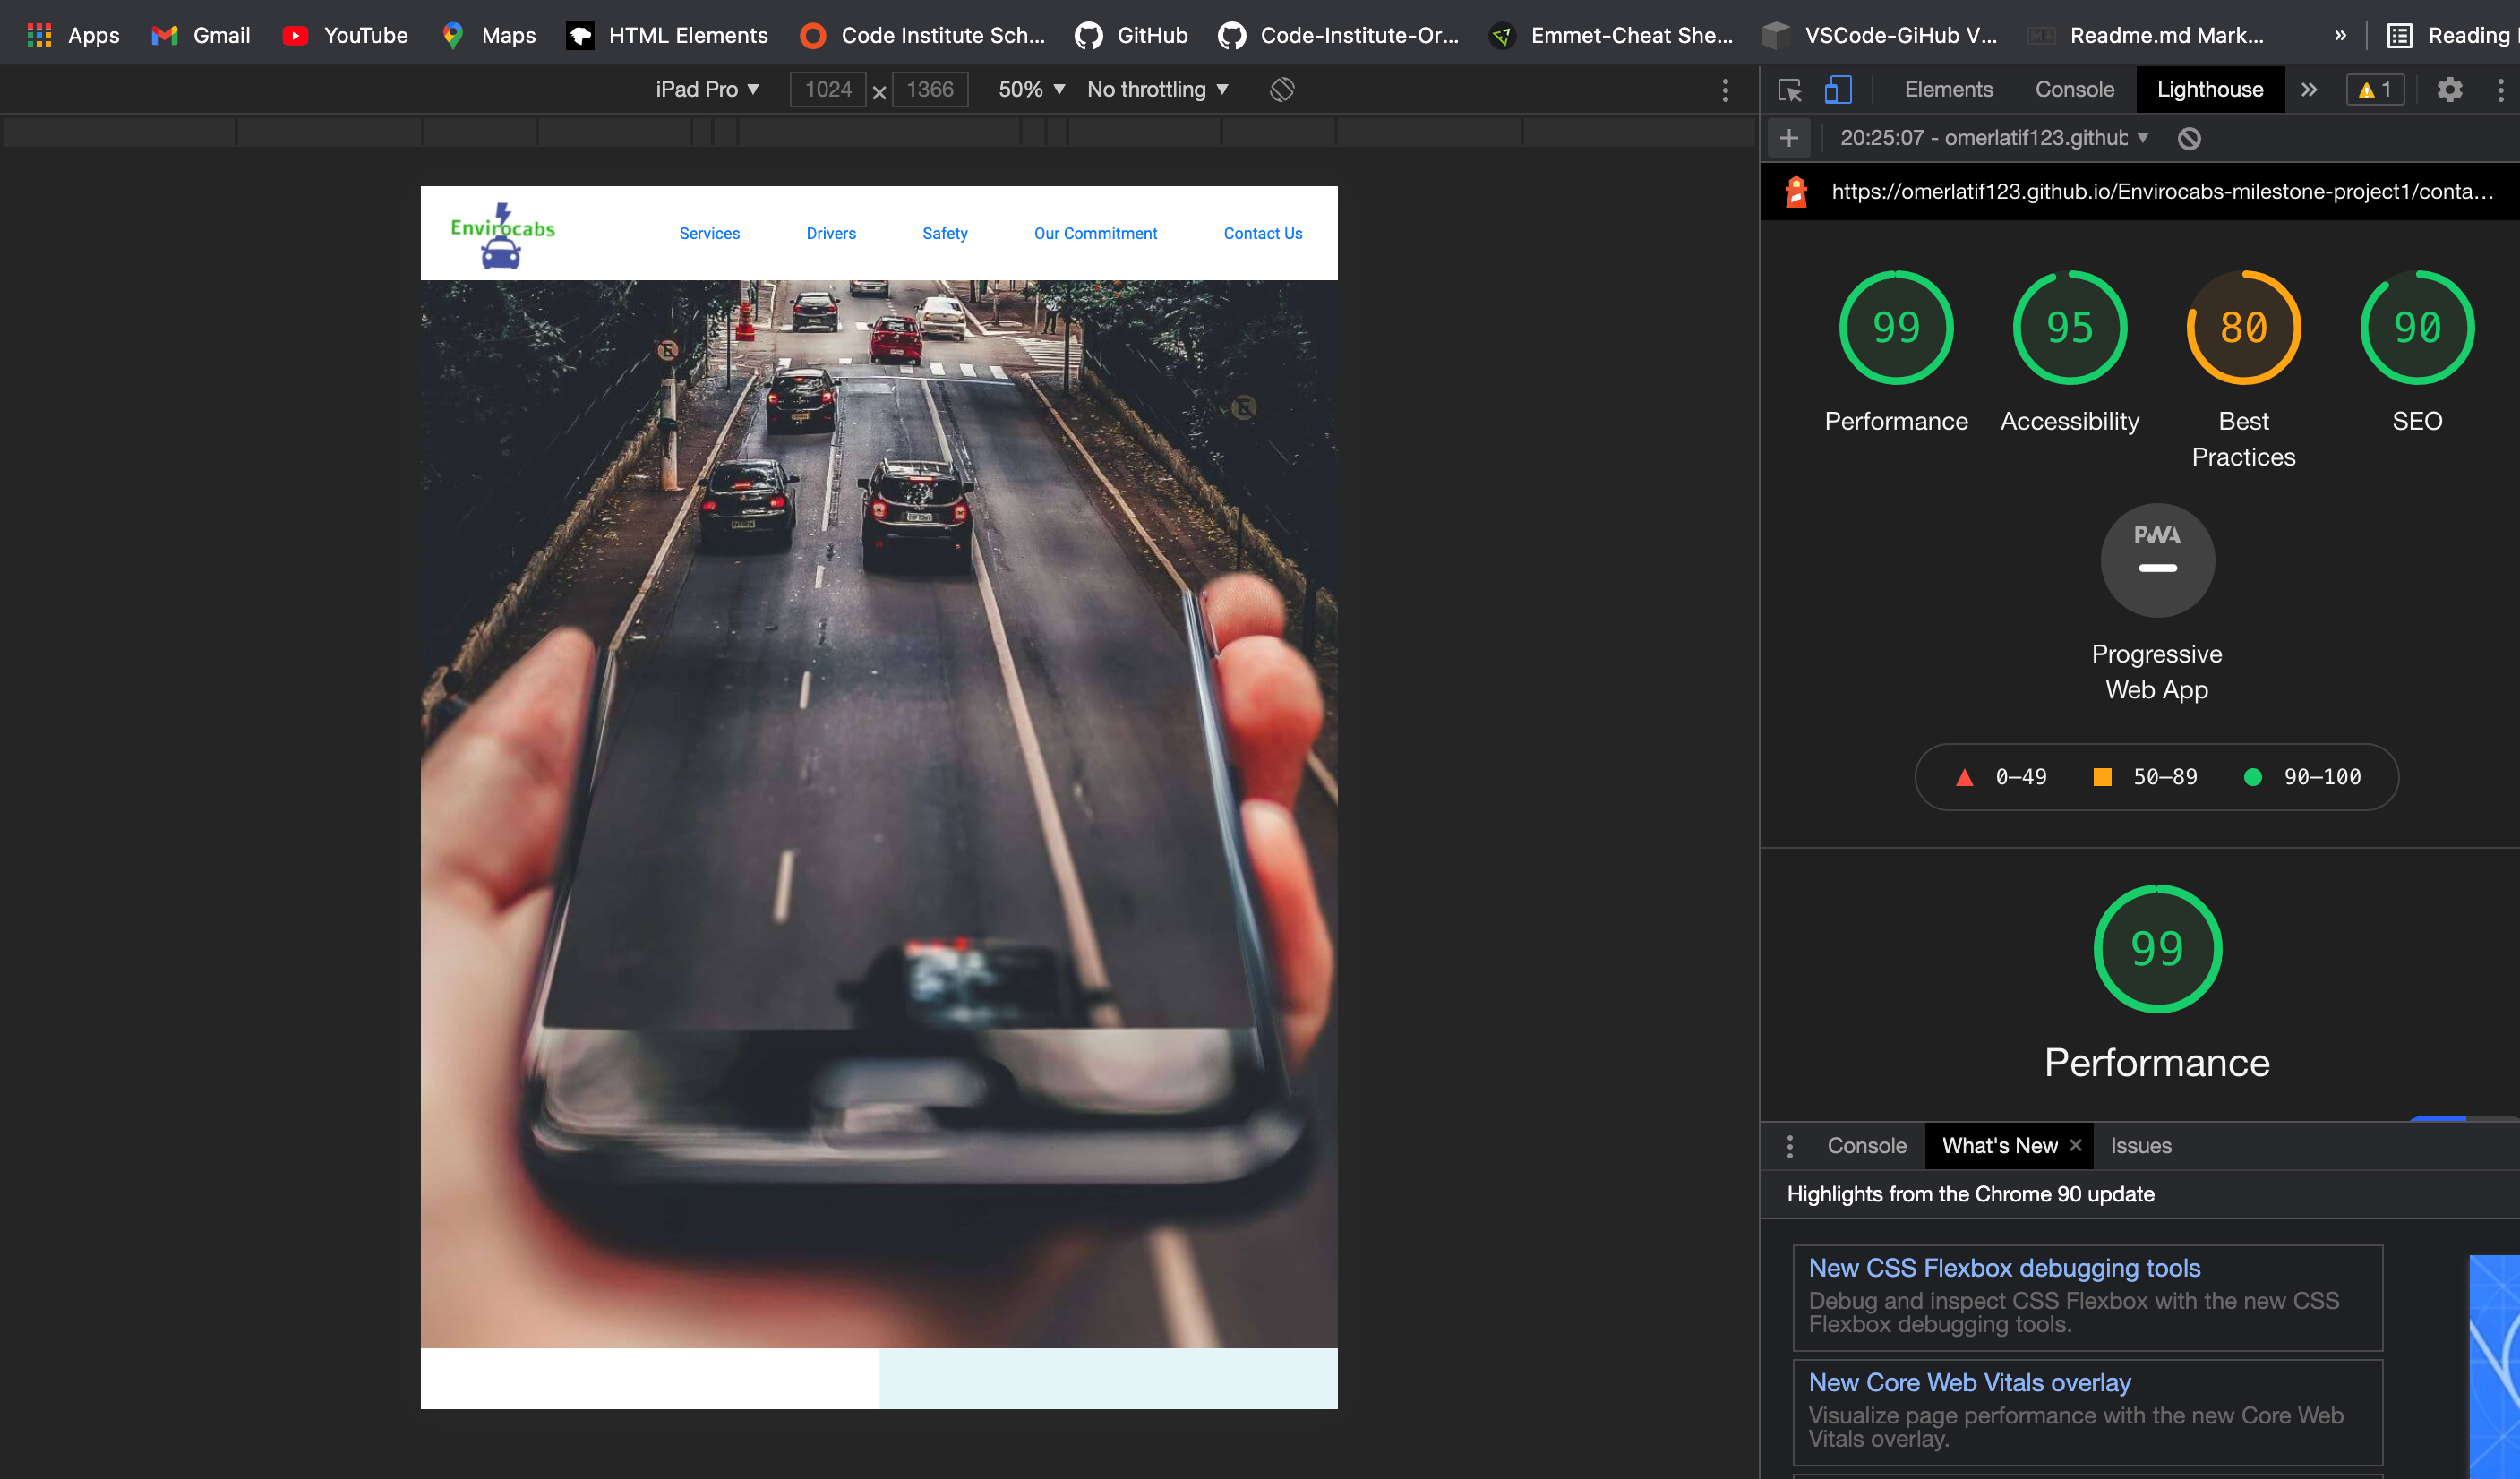 Apps Gmail YouTube Maps HTML Elements Code Institute Sch... GitHub Code-Institute-Or... Emmet-Cheat She... VSCode-GiHub V... Readme.md Mark... » Reading
iPad Pro ▼ 1024 × 1366 50% ▼ No throttling ▼
Elements Console Lighthouse » 1
+ 20:25:07 - omerlatif123.github ▼
https://omerlatif123.github.io/Envirocabs-milestone-project1/conta...
Envirocabs
Services Drivers Safety Our Commitment Contact Us
99 95 80 90
Performance Accessibility Best Practices SEO
PWA
Progressive
Web App
0–49 50–89 90–100
99
Performance
Console What's New × Issues
Highlights from the Chrome 90 update
New CSS Flexbox debugging tools
Debug and inspect CSS Flexbox with the new CSS
Flexbox debugging tools.
New Core Web Vitals overlay
Visualize page performance with the new Core Web
Vitals overlay.